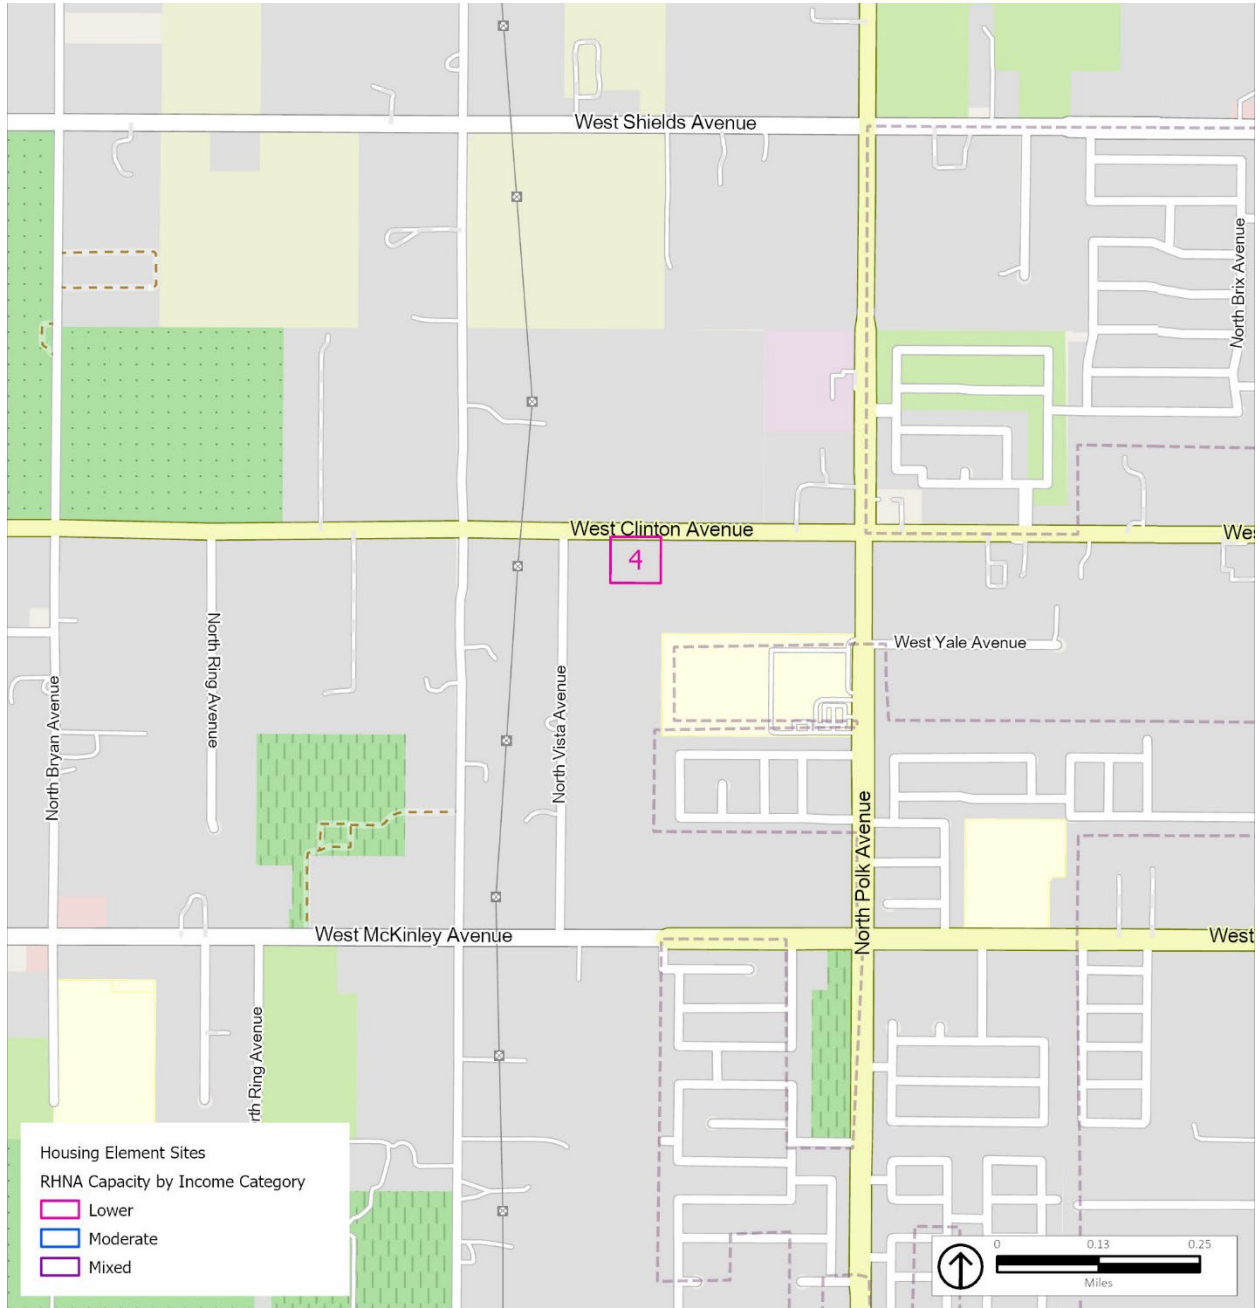 West Shields Avenue
North Brix Avenue
West Clinton Avenue
Wes
4
West Yale Avenue
North Ring Avenue
North Bryan Avenue
North Vista Avenue
North Polk Avenue
West McKinley Avenue
West
rth Ring Avenue
Housing Element Sites
RHNA Capacity by Income Category
Lower
Moderate
Mixed
0 0.13 0.25
Miles